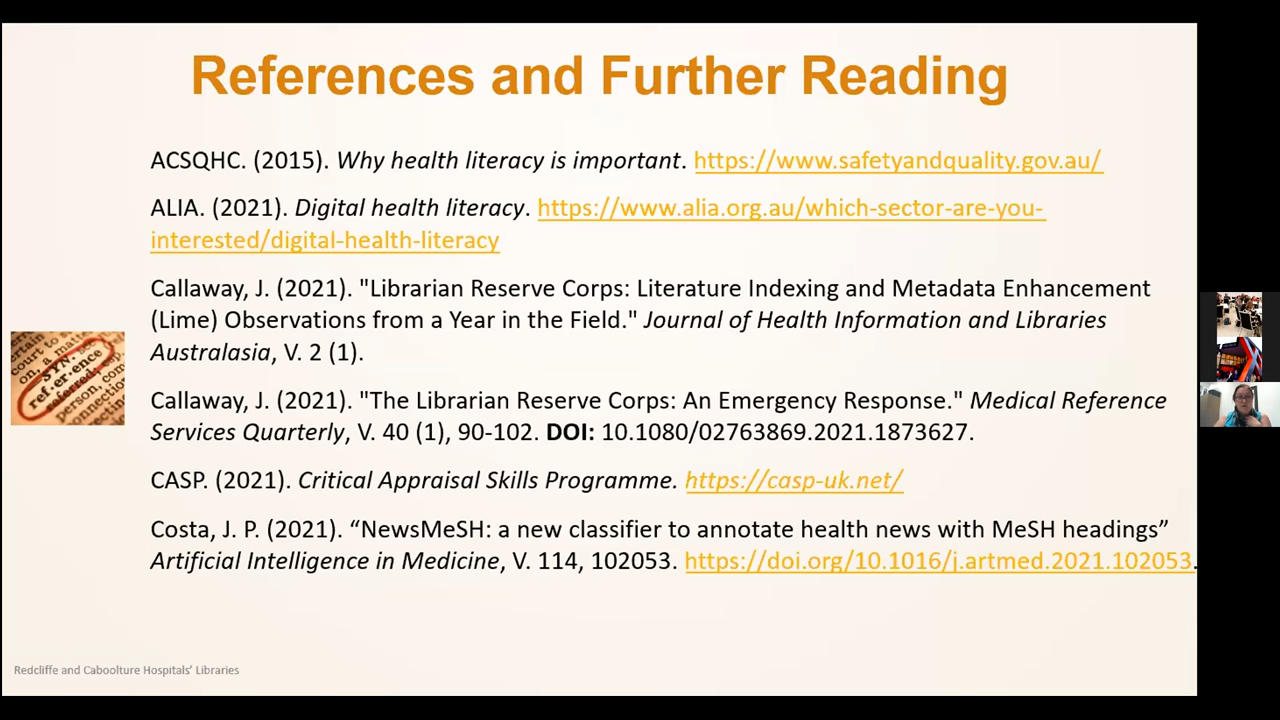 References and Further Reading
ACSQHC. (2015). Why health literacy is important. https://www.safetyandquality.gov.au/
ALIA. (2021). Digital health literacy. https://www.alia.org.au/which-sector-are-you-
interested/digital-health-literacy
Callaway, J. (2021). "Librarian Reserve Corps: Literature Indexing and Metadata Enhancement
(Lime) Observations from a Year in the Field." Journal of Health Information and Libraries
Australasia, V. 2 (1).
Callaway, J. (2021). "The Librarian Reserve Corps: An Emergency Response." Medical Reference
Services Quarterly, V. 40 (1), 90-102. DOI: 10.1080/02763869.2021.1873627.
CASP. (2021). Critical Appraisal Skills Programme. https://casp-uk.net/
Costa, J. P. (2021). “NewsMeSH: a new classifier to annotate health news with MeSH headings”
Artificial Intelligence in Medicine, V. 114, 102053. https://doi.org/10.1016/j.artmed.2021.102053.
SYN.
ref·er·ence
referred
person
Redcliffe and Caboolture Hospitals’ Libraries